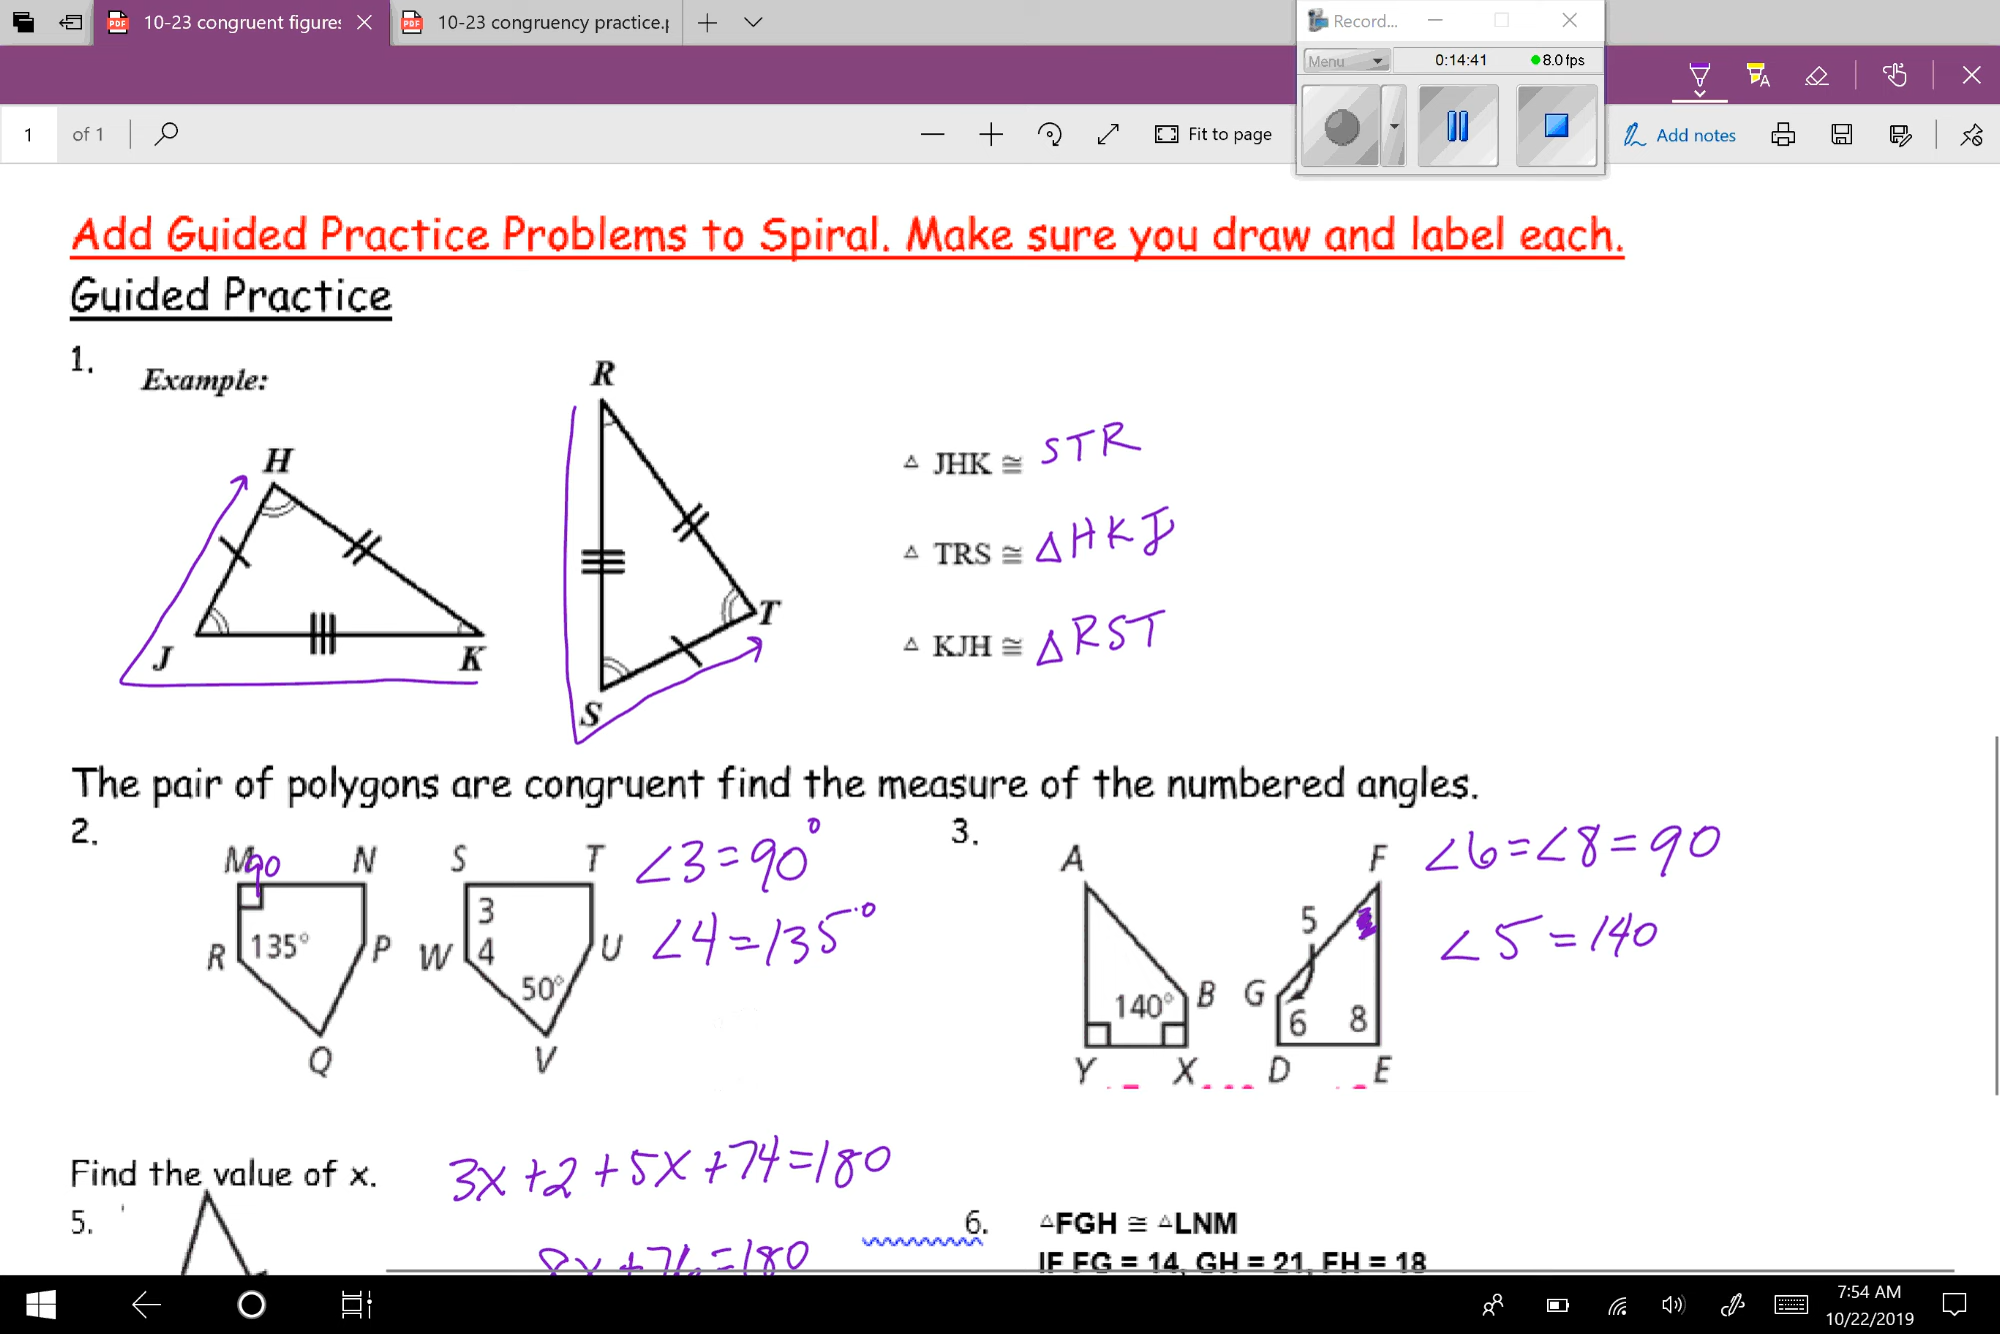 10-23 congruent figure:
10-23 congruency practice.p
Record...
Menu
0:14:41
8.0 fps
1 of 1
Fit to page
Add notes
Add Guided Practice Problems to Spiral. Make sure you draw and label each.
Guided Practice
1.
Example:
H
J
K
R
S
T
△ JHK ≅ STR
△ TRS ≅ △HKJ
△ KJH ≅ △RST
The pair of polygons are congruent find the measure of the numbered angles.
2.
M 90 N
R 135° P
Q
S T
3
W 4 U
50°
V
∠3=90°
∠4=135°
3.
A
140° B
Y X
F
5
G
6 8
D E
∠6=∠8=90
∠5=140
Find the value of x.
3x+2+5x+74=180
5.
8x+76=180
6.
△FGH ≅ △LNM
IF FG = 14, GH = 21, FH = 18
7:54 AM
10/22/2019